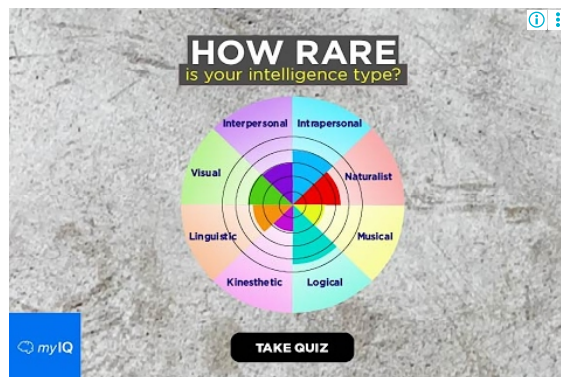 HOW RARE
is your intelligence type?
Interpersonal
Intrapersonal
Visual
Naturalist
Linguistic
Musical
Kinesthetic
Logical
myIQ
TAKE QUIZ